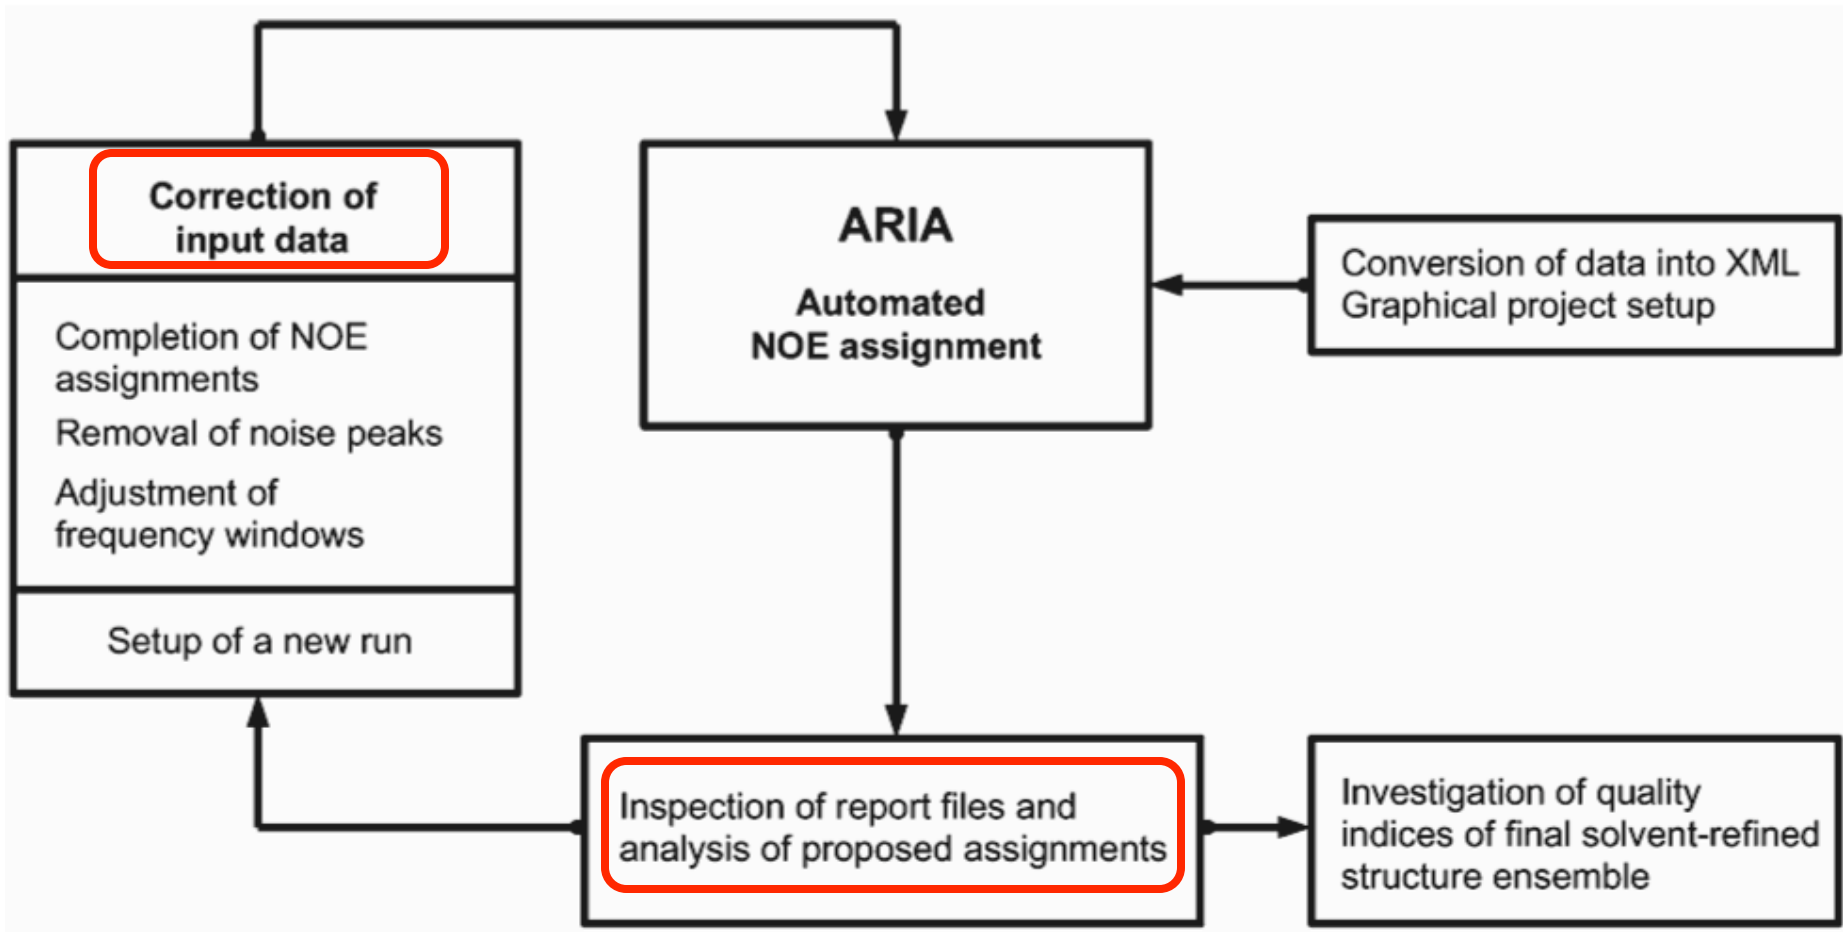 Correction of
input data
Completion of NOE
assignments
Removal of noise peaks
Adjustment of
frequency windows
Setup of a new run
ARIA
Automated
NOE assignment
Conversion of data into XML
Graphical project setup
Inspection of report files and
analysis of proposed assignments
Investigation of quality
indices of final solvent-refined
structure ensemble